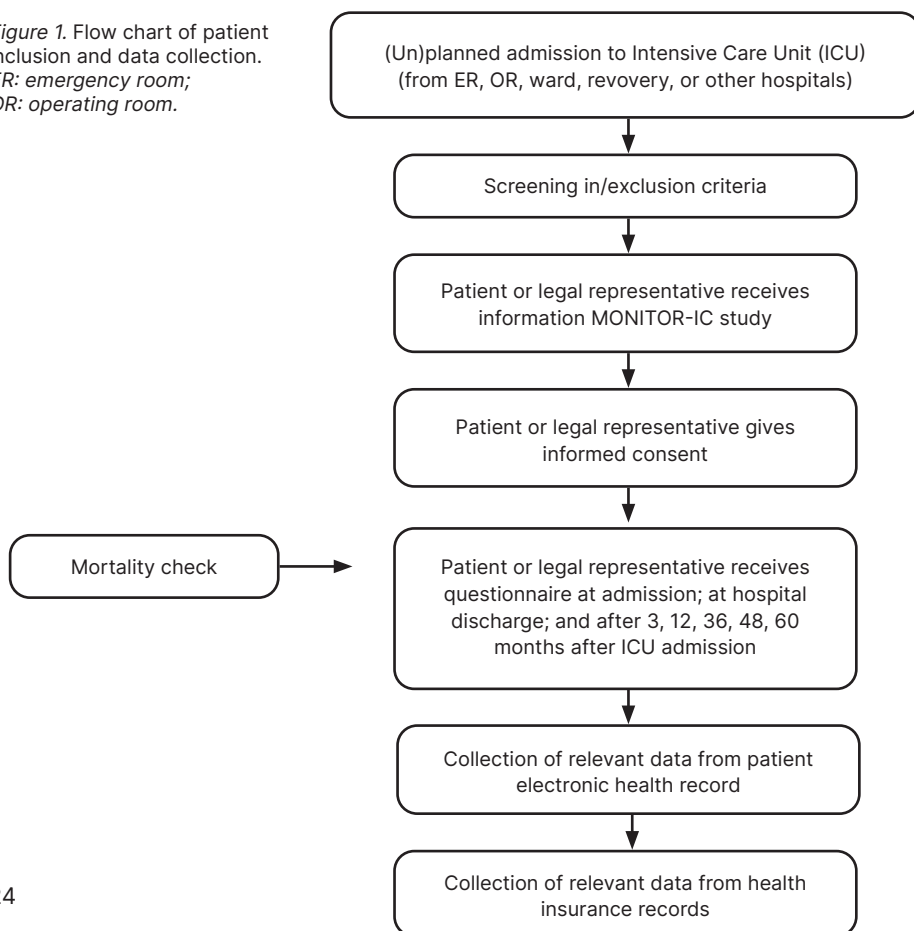 Figure 1. Flow chart of patient
nclusion and data collection.
ER: emergency room;
OR: operating room.
(Un)planned admission to Intensive Care Unit (ICU)
(from ER, OR, ward, revovery, or other hospitals)
Screening in/exclusion criteria
Patient or legal representative receives
information MONITOR-IC study
Patient or legal representative gives
informed consent
Mortality check
Patient or legal representative receives
questionnaire at admission; at hospital
discharge; and after 3, 12, 36, 48, 60
months after ICU admission
Collection of relevant data from patient
electronic health record
Collection of relevant data from health
insurance records
24